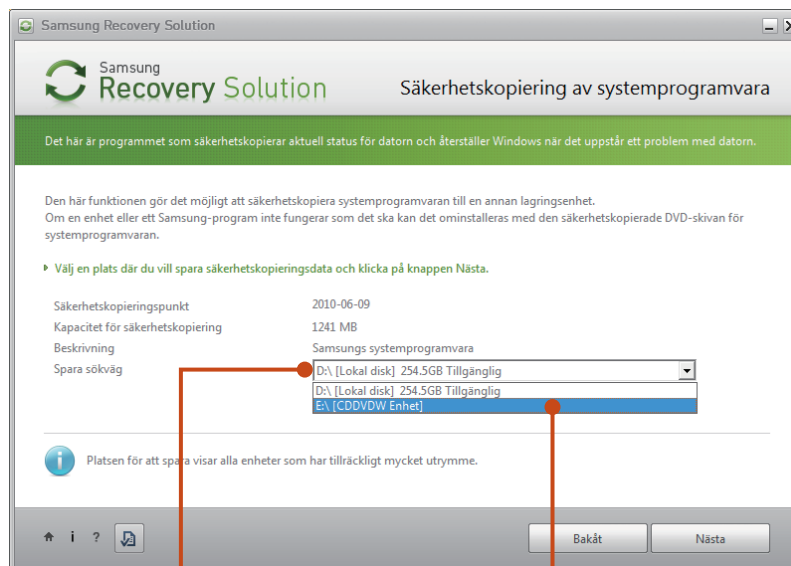 Samsung Recovery Solution
Samsung
Recovery Solution
Säkerhetskopiering av systemprogramvara
Det här är programmet som säkerhetskopierar aktuell status för datorn och återställer Windows när det uppstår ett problem med datorn.
Den här funktionen gör det möjligt att säkerhetskopiera systemprogramvaran till en annan lagringsenhet.
Om en enhet eller ett Samsung-program inte fungerar som det ska kan det ominstalleras med den säkerhetskopierade DVD-skivan för
systemprogramvaran.
Välj en plats där du vill spara säkerhetskopieringsdata och klicka på knappen Nästa.
Säkerhetskopieringspunkt 2010-06-09
Kapacitet för säkerhetskopiering 1241 MB
Beskrivning Samsungs systemprogramvara
Spara sökväg D:\ [Lokal disk] 254.5GB Tillgänglig
D:\ [Lokal disk] 254.5GB Tillgänglig
E:\ [CDDVDW Enhet]
Platsen för att spara visar alla enheter som har tillräckligt mycket utrymme.
i ? Bakåt Nästa